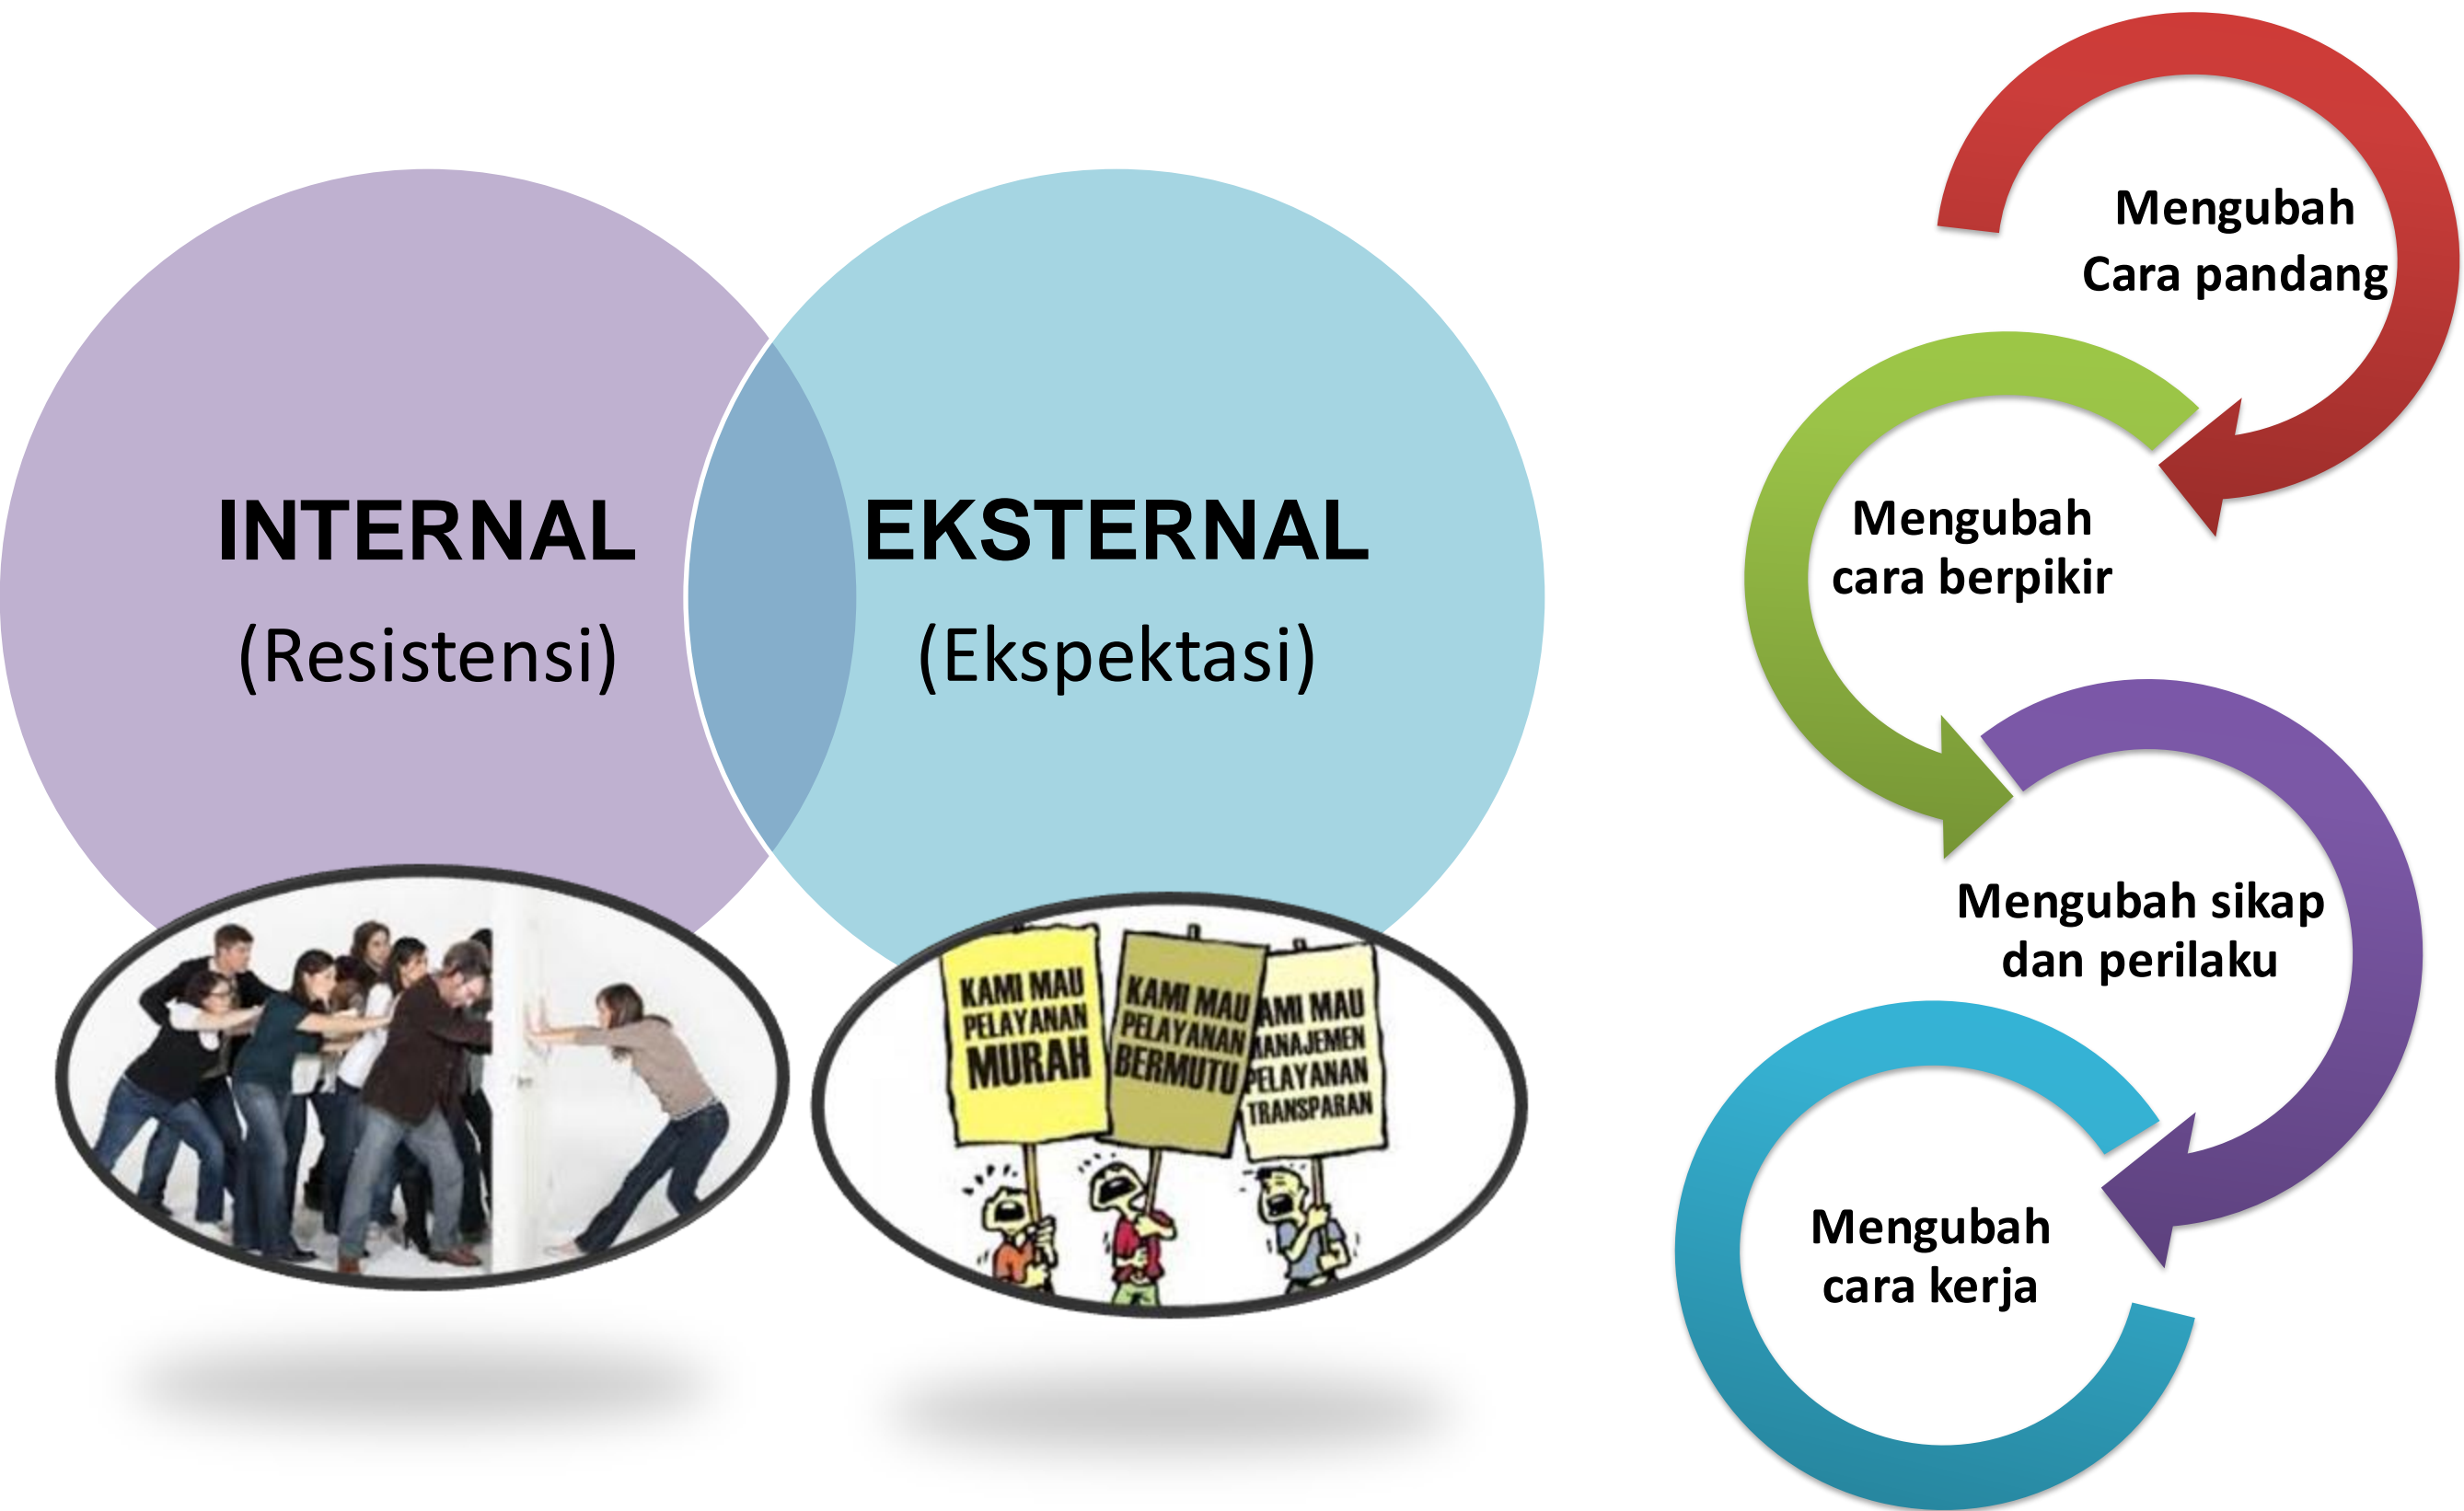 INTERNAL
(Resistensi)
EKSTERNAL
(Ekspektasi)
KAMI MAU
PELAYANAN
MURAH
KAMI MAU
PELAYANAN
BERMUTU
AMI MAU
MANAJEMEN
PELAYANAN
TRANSPARAN
Mengubah
Cara pandang
Mengubah
cara berpikir
Mengubah sikap
dan perilaku
Mengubah
cara kerja